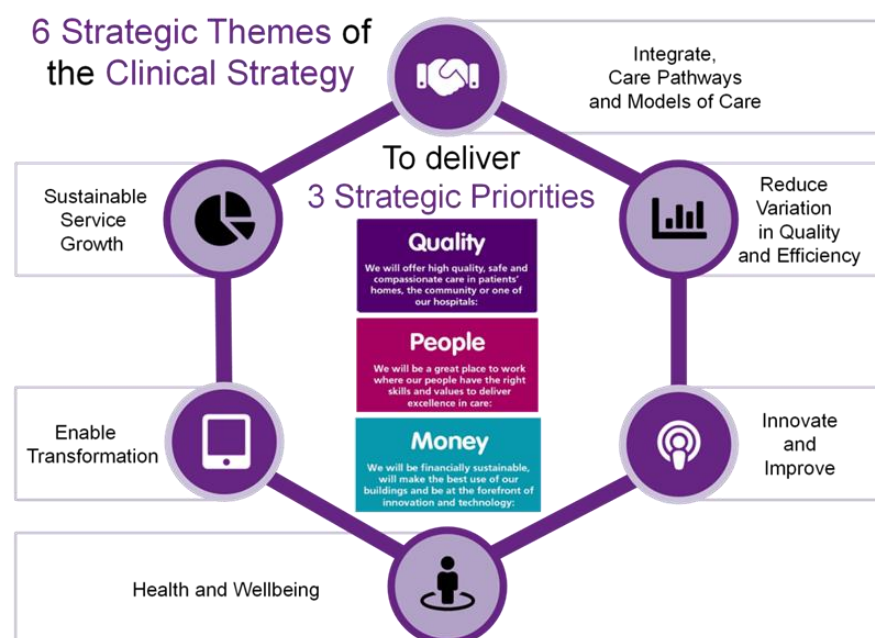 6 Strategic Themes of
the Clinical Strategy
Integrate,
Care Pathways
and Models of Care
To deliver
3 Strategic Priorities
Sustainable
Service
Growth
Reduce
Variation
in Quality
and Efficiency
Quality
We will offer high quality, safe and
compassionate care in patients'
homes, the community or one of
our hospitals:
People
We will be a great place to work
where our people have the right
skills and values to deliver
excellence in care:
Enable
Transformation
Innovate
and
Improve
Money
We will be financially sustainable,
will make the best use of our
buildings and be at the forefront of
innovation and technology:
Health and Wellbeing